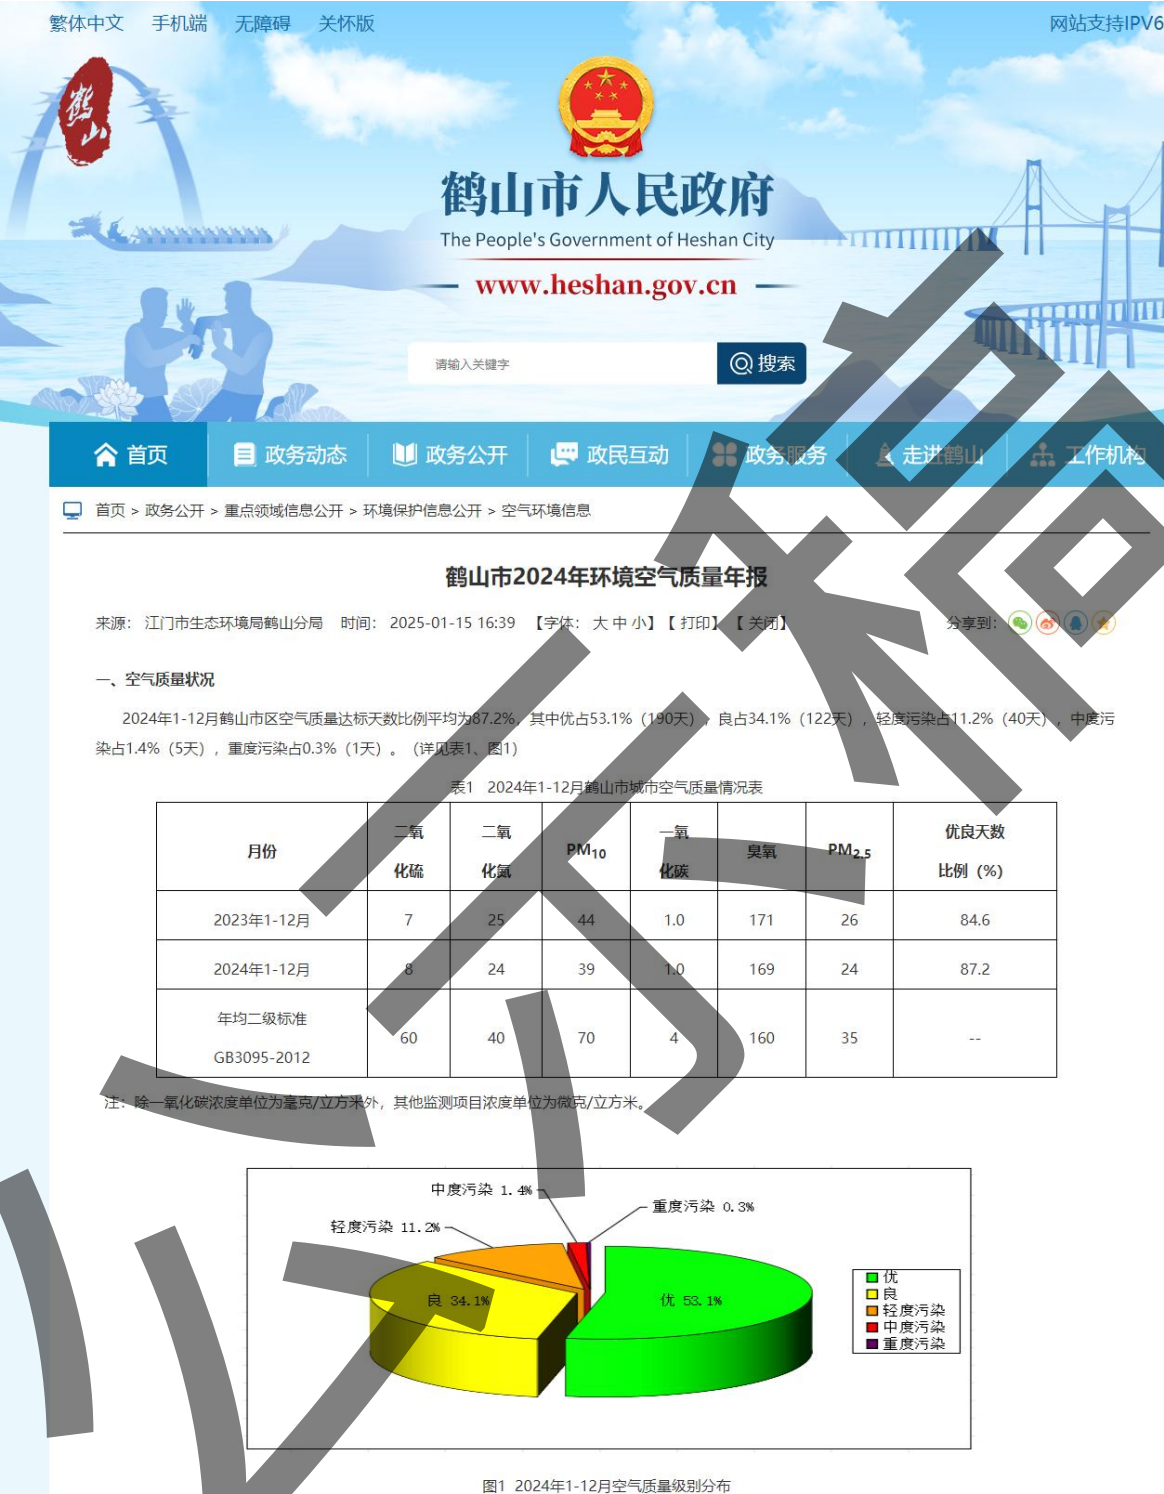 繁体中文 手机端 无障碍 关怀版 网站支持IPV6
鹤山
鹤山市人民政府
The People's Government of Heshan City
www.heshan.gov.cn
请输入关键字 搜索
首页 政务动态 政务公开 政民互动 政务服务 走进鹤山 工作机构
首页 > 政务公开 > 重点领域信息公开 > 环境保护信息公开 > 空气环境信息
鹤山市2024年环境空气质量年报
来源： 江门市生态环境局鹤山分局 时间： 2025-01-15 16:39 【字体： 大 中 小】【 打印】 【 关闭】 分享到：
一、空气质量状况
2024年1-12月鹤山市区空气质量达标天数比例平均为87.2%，其中优占53.1%（190天），良占34.1%（122天），轻度污染占11.2%（40天），中度污
染占1.4%（5天），重度污染占0.3%（1天）。（详见表1、图1）
表1 2024年1-12月鹤山市城市空气质量情况表
月份 二氧化硫 二氧化氮 PM10 一氧化碳 臭氧 PM2.5 优良天数比例（%）
2023年1-12月 7 25 44 1.0 171 26 84.6
2024年1-12月 8 24 39 1.0 169 24 87.2
年均二级标准
GB3095-2012 60 40 70 4 160 35 --
注：除一氧化碳浓度单位为毫克/立方米外，其他监测项目浓度单位为微克/立方米。
中度污染 1.4%
重度污染 0.3%
轻度污染 11.2%
良 34.1%
优 53.1%
优
良
轻度污染
中度污染
重度污染
图1 2024年1-12月空气质量级别分布
公示稿